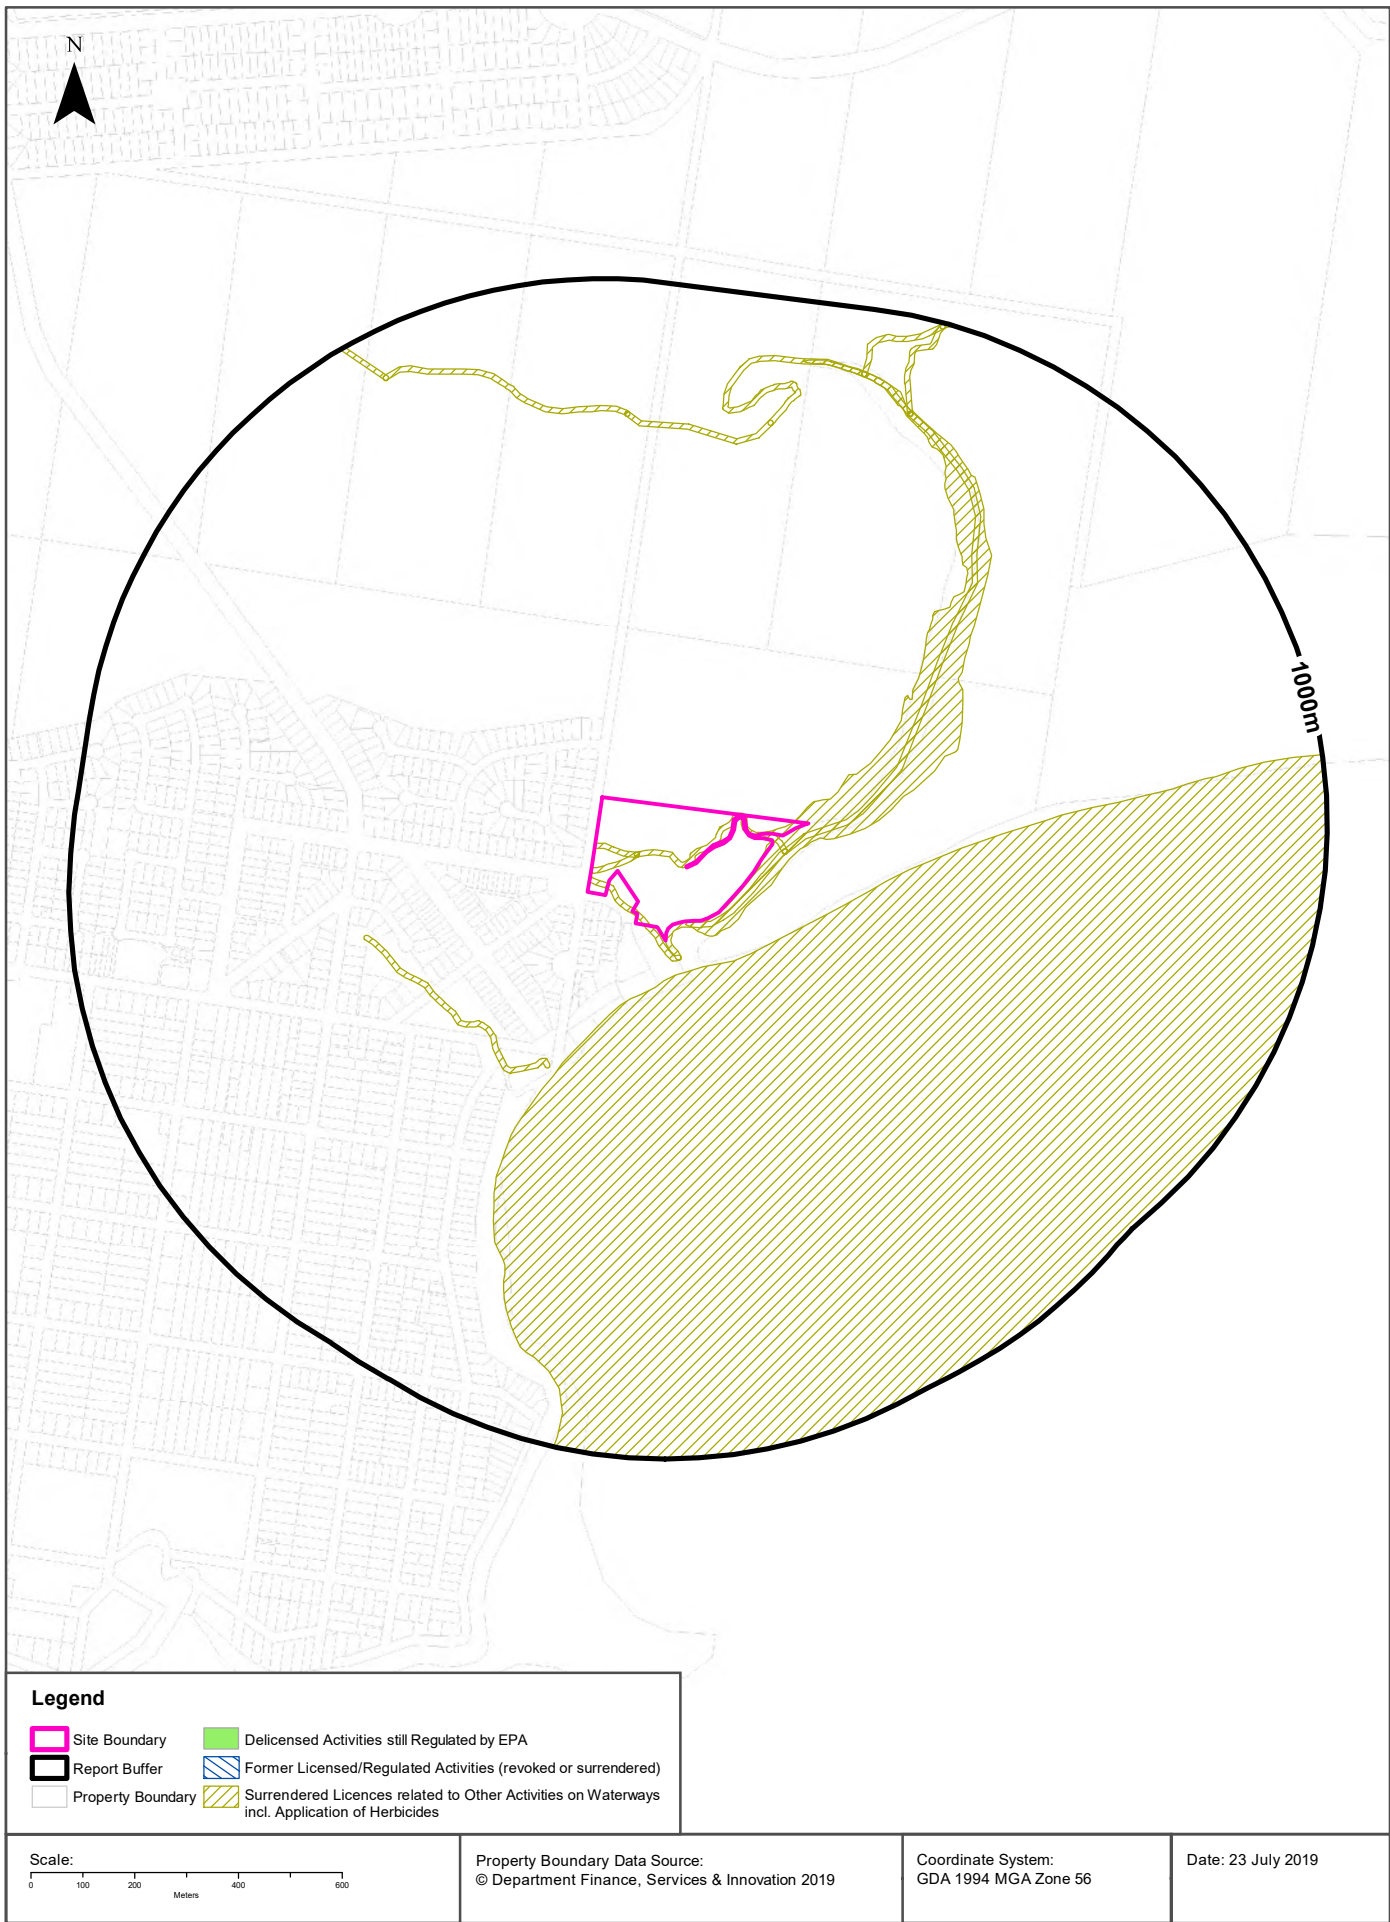 N
1000m
Legend
Site Boundary
Report Buffer
Property Boundary
Delicensed Activities still Regulated by EPA
Former Licensed/Regulated Activities (revoked or surrendered)
Surrendered Licences related to Other Activities on Waterways
incl. Application of Herbicides
Scale:
0 100 200 400 600
Meters
Property Boundary Data Source:
© Department Finance, Services & Innovation 2019
Coordinate System:
GDA 1994 MGA Zone 56
Date: 23 July 2019